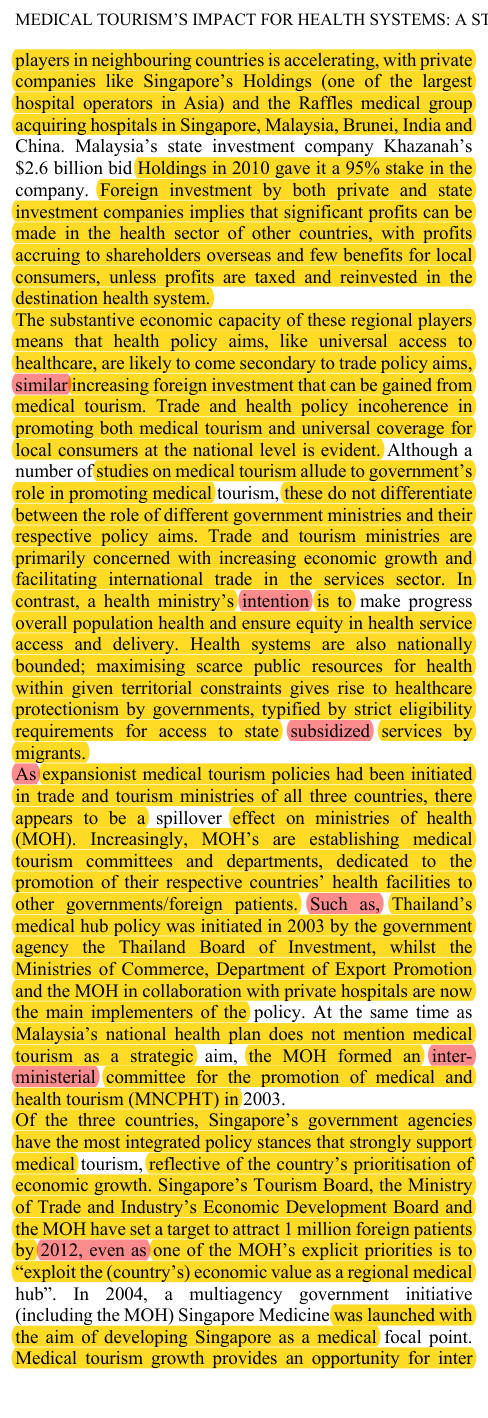 MEDICAL TOURISM'S IMPACT FOR HEALTH SYSTEMS: A ST
players in neighbouring countries is accelerating, with private
companies like Singapore's Holdings (one of the largest
hospital operators in Asia) and the Raffles medical group
acquiring hospitals in Singapore, Malaysia, Brunei, India and
China. Malaysia's state investment company Khazanah's
$2.6 billion bid Holdings in 2010 gave it a 95% stake in the
company. Foreign investment by both private and state
investment companies implies that significant profits can be
made in the health sector of other countries, with profits
accruing to shareholders overseas and few benefits for local
consumers, unless profits are taxed and reinvested in the
destination health system.
The substantive economic capacity of these regional players
means that health policy aims, like universal access to
healthcare, are likely to come secondary to trade policy aims,
similar increasing foreign investment that can be gained from
medical tourism. Trade and health policy incoherence in
promoting both medical tourism and universal coverage for
local consumers at the national level is evident. Although a
number of studies on medical tourism allude to government's
role in promoting medical tourism, these do not differentiate
between the role of different government ministries and their
respective policy aims. Trade and tourism ministries are
primarily concerned with increasing economic growth and
facilitating international trade in the services sector. In
contrast, a health ministry's intention is to make progress
overall population health and ensure equity in health service
access and delivery. Health systems are also nationally
bounded; maximising scarce public resources for health
within given territorial constraints gives rise to healthcare
protectionism by governments, typified by strict eligibility
requirements for access to state subsidized services by
migrants.
As expansionist medical tourism policies had been initiated
in trade and tourism ministries of all three countries, there
appears to be a spillover effect on ministries of health
(MOH). Increasingly, MOH's are establishing medical
tourism committees and departments, dedicated to the
promotion of their respective countries' health facilities to
other governments/foreign patients. Such as, Thailand's
medical hub policy was initiated in 2003 by the government
agency the Thailand Board of Investment, whilst the
Ministries of Commerce, Department of Export Promotion
and the MOH in collaboration with private hospitals are now
the main implementers of the policy. At the same time as
Malaysia's national health plan does not mention medical
tourism as a strategic aim, the MOH formed an inter-
ministerial committee for the promotion of medical and
health tourism (MNCPHT) in 2003.
Of the three countries, Singapore's government agencies
have the most integrated policy stances that strongly support
medical tourism, reflective of the country's prioritisation of
economic growth. Singapore's Tourism Board, the Ministry
of Trade and Industry's Economic Development Board and
the MOH have set a target to attract 1 million foreign patients
by 2012, even as one of the MOH's explicit priorities is to
“exploit the (country's) economic value as a regional medical
hub”. In 2004, a multiagency government initiative
(including the MOH) Singapore Medicine was launched with
the aim of developing Singapore as a medical focal point.
Medical tourism growth provides an opportunity for inter